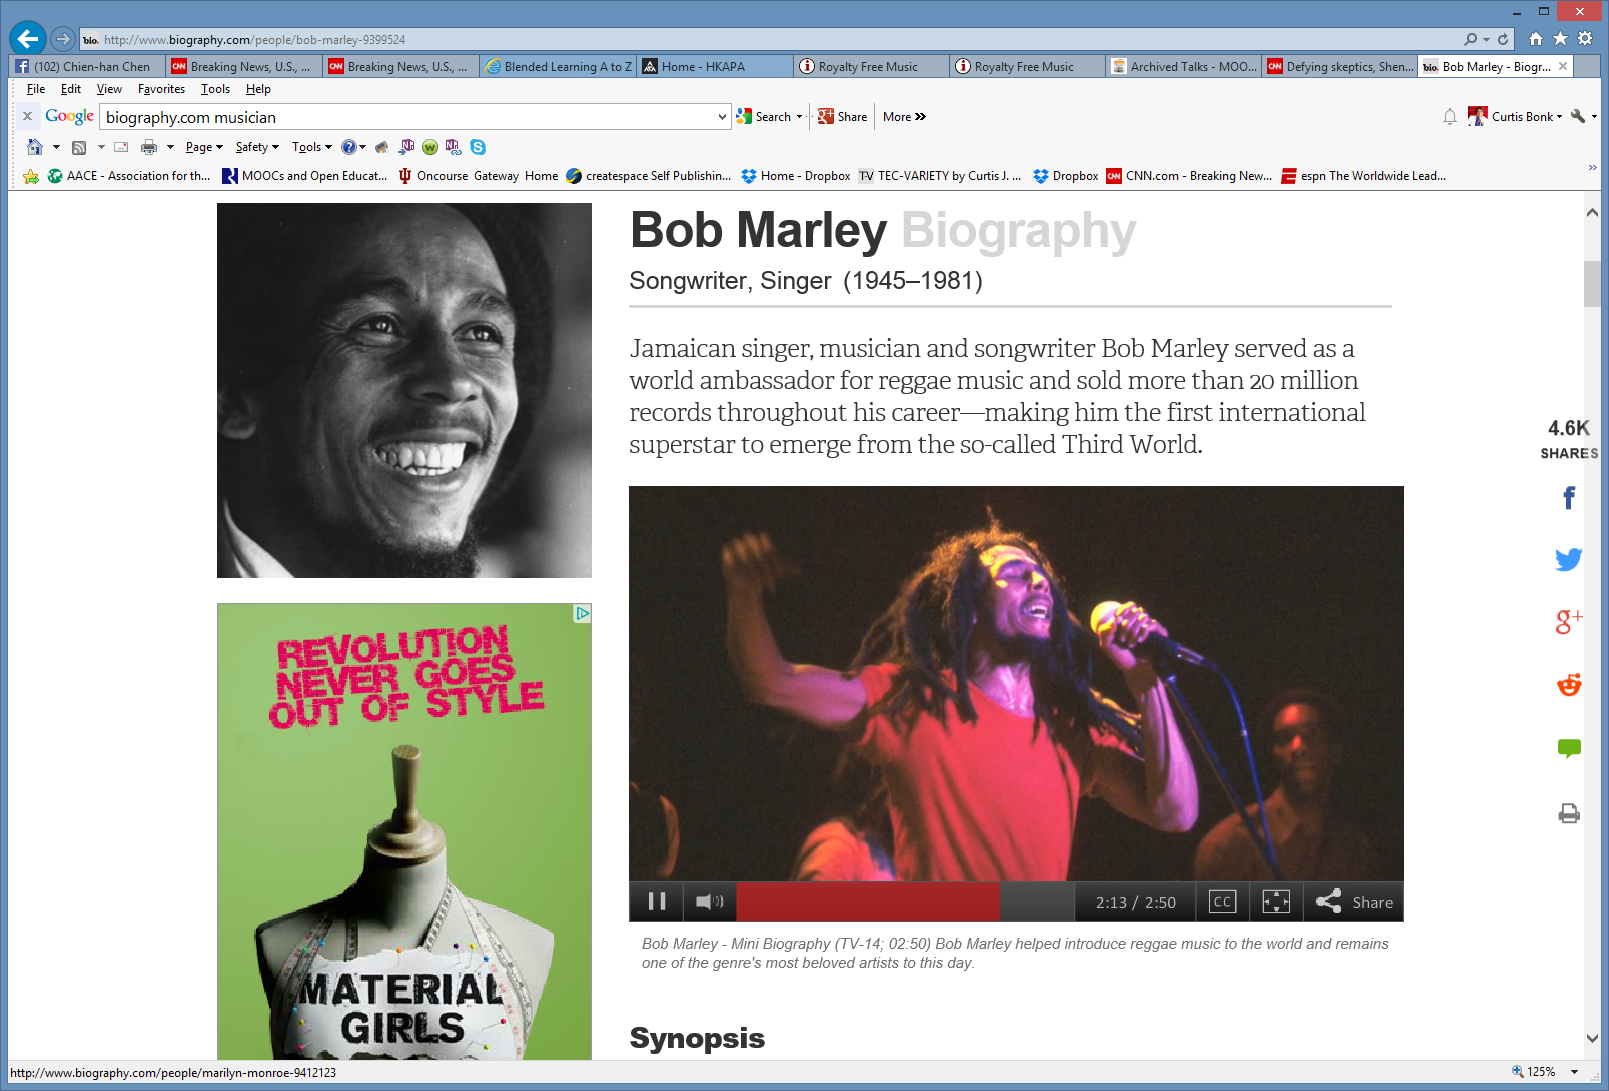 bio. http://www.biography.com/people/bob-marley-9399524
(102) Chien-han Chen
CNN Breaking News, U.S., ...
CNN Breaking News, U.S., ...
Blended Learning A to Z
Home - HKAPA
Royalty Free Music
Royalty Free Music
Archived Talks - MOO...
CNN Defying skeptics, Shen...
bio. Bob Marley - Biogr...
File Edit View Favorites Tools Help
x Google biography.com musician Search Share More » Curtis Bonk
Page Safety Tools
AACE - Association for th... MOOCs and Open Educat... Oncourse Gateway Home createspace Self Publishin... Home - Dropbox TV TEC-VARIETY by Curtis J. ... Dropbox CNN CNN.com - Breaking New... espn The Worldwide Lead...
Bob Marley Biography
Songwriter, Singer (1945–1981)
Jamaican singer, musician and songwriter Bob Marley served as a
world ambassador for reggae music and sold more than 20 million
records throughout his career—making him the first international
superstar to emerge from the so-called Third World.
4.6K
SHARES
f
g+
REVOLUTION
NEVER GOES
OUT OF STYLE
MATERIAL
GIRLS
2:13 / 2:50 CC Share
Bob Marley - Mini Biography (TV-14; 02:50) Bob Marley helped introduce reggae music to the world and remains
one of the genre's most beloved artists to this day.
Synopsis
http://www.biography.com/people/marilyn-monroe-9412123
125%